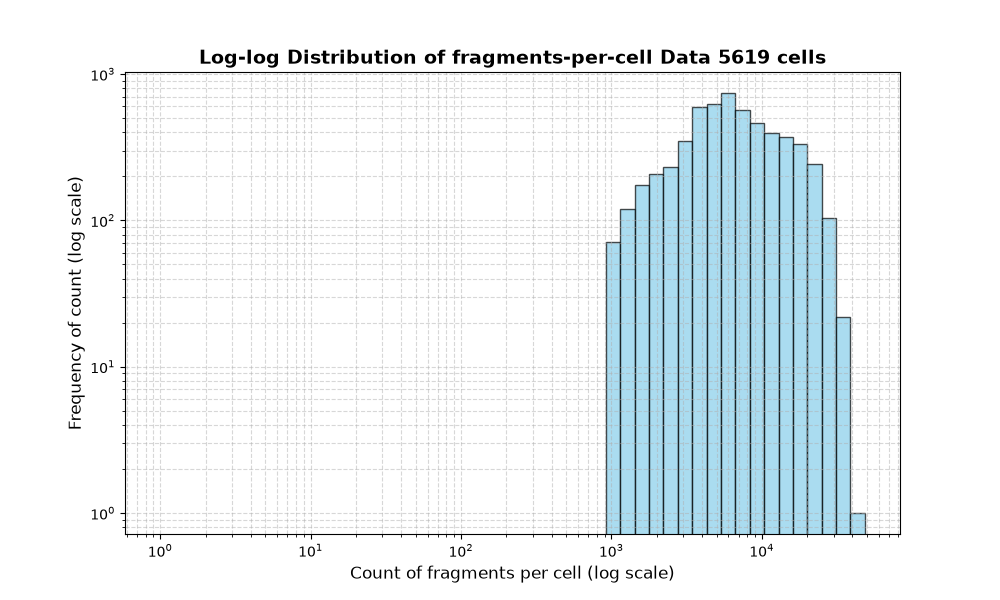 Log-log Distribution of fragments-per-cell Data 5619 cells
Frequency of count (log scale)
10³
10²
10¹
10⁰
10⁰ 10¹ 10² 10³ 10⁴
Count of fragments per cell (log scale)